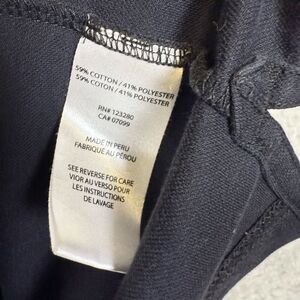 59% COTTON / 41% POLYESTER
59% COTON / 41% POLYESTER
RN# 123280
CA# 07099
MADE IN PERU
FABRIQUÉ AU PÉROU
SEE REVERSE FOR CARE
VIOR AU VERSO POUR
LES INSTRUCTIONS
DE LAVAGE